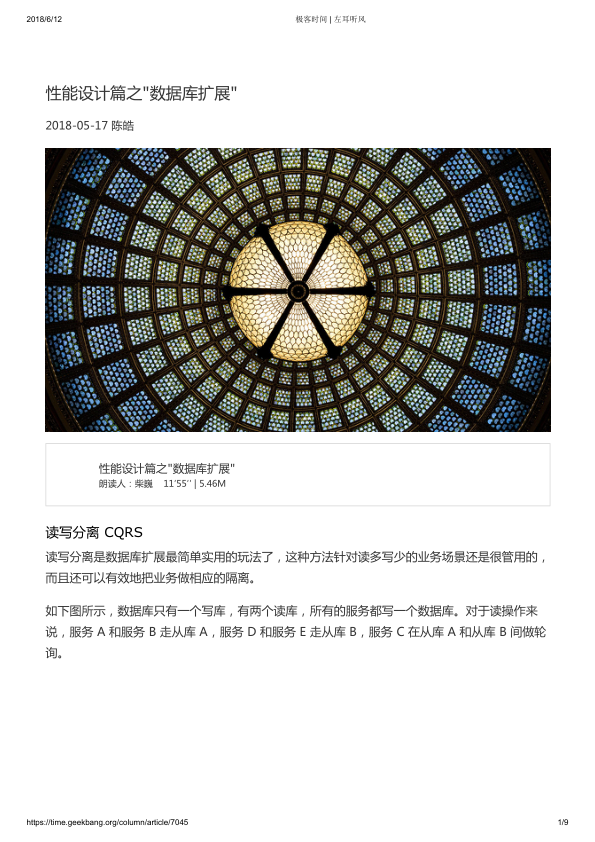 2018/6/12
极客时间 | 左耳听风
性能设计篇之"数据库扩展"
2018-05-17 陈皓
性能设计篇之"数据库扩展"
朗读人：柴巍 11′55′′ | 5.46M
读写分离 CQRS
读写分离是数据库扩展最简单实用的玩法了，这种方法针对读多写少的业务场景还是很管用的，
而且还可以有效地把业务做相应的隔离。
如下图所示，数据库只有一个写库，有两个读库，所有的服务都写一个数据库。对于读操作来
说，服务 A 和服务 B 走从库 A，服务 D 和服务 E 走从库 B，服务 C 在从库 A 和从库 B 间做轮
询。
https://time.geekbang.org/column/article/7045
1/9